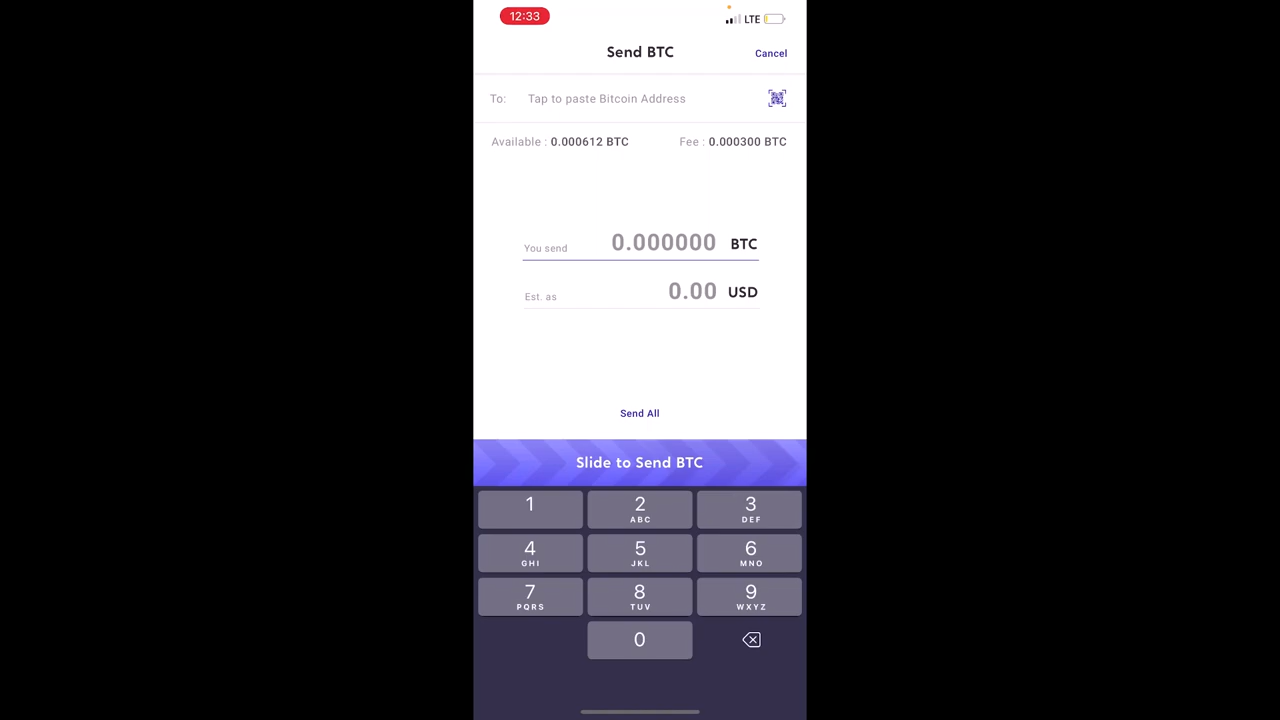 12:33 LTE
Send BTC Cancel
To: Tap to paste Bitcoin Address
Available : 0.000612 BTC Fee : 0.000300 BTC
You send 0.000000 BTC
Est. as 0.00 USD
Send All
Slide to Send BTC
1 2 3
ABC DEF
4 5 6
GHI JKL MNO
7 8 9
PQRS TUV WXYZ
0